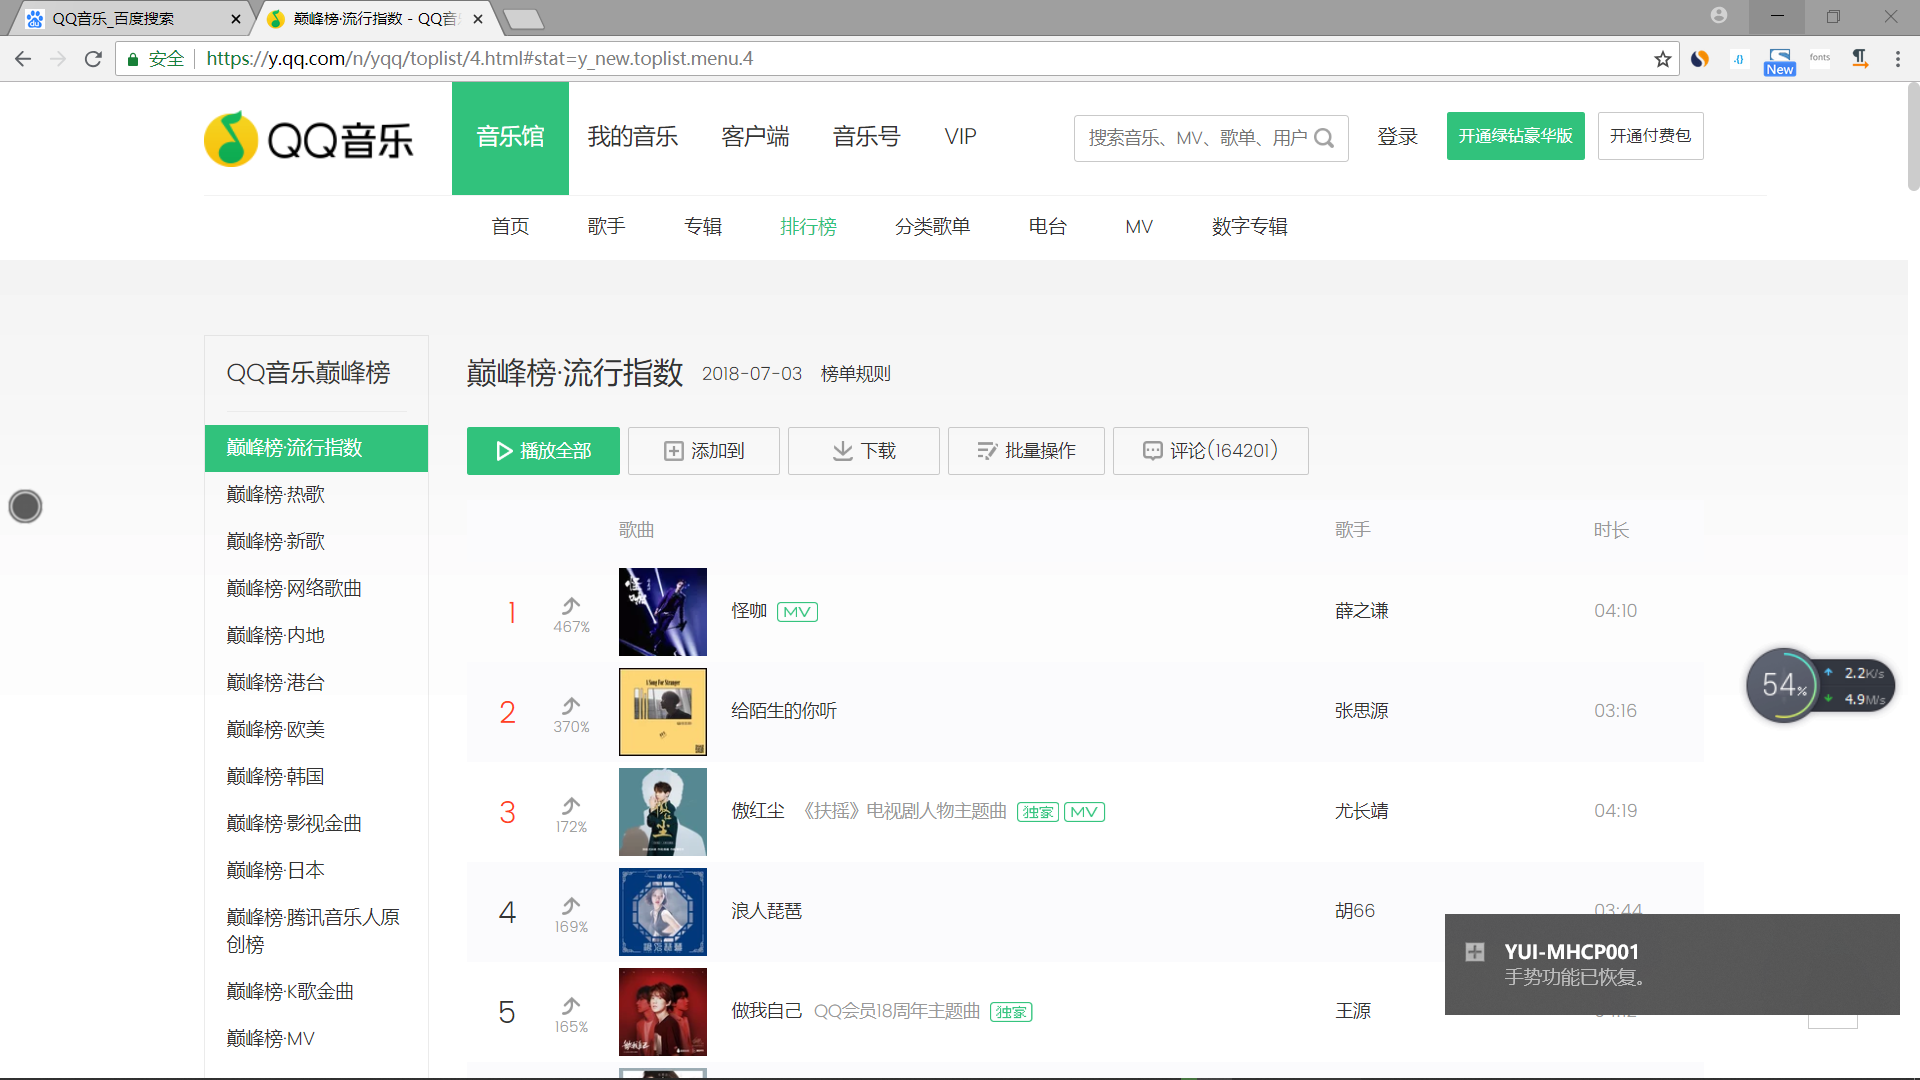 QQ音乐_百度搜索
巅峰榜·流行指数 - QQ音
安全 https://y.qq.com/n/yqq/toplist/4.html#stat=y_new.toplist.menu.4
New
fonts
QQ音乐
音乐馆 我的音乐 客户端 音乐号 VIP
搜索音乐、MV、歌单、用户
登录
开通绿钻豪华版
开通付费包
首页 歌手 专辑 排行榜 分类歌单 电台 MV 数字专辑
QQ音乐巅峰榜
巅峰榜·流行指数
巅峰榜·热歌
巅峰榜·新歌
巅峰榜·网络歌曲
巅峰榜·内地
巅峰榜·港台
巅峰榜·欧美
巅峰榜·韩国
巅峰榜·影视金曲
巅峰榜·日本
巅峰榜·腾讯音乐人原
创榜
巅峰榜·K歌金曲
巅峰榜·MV
巅峰榜·流行指数 2018-07-03 榜单规则
播放全部 添加到 下载 批量操作 评论(164201)
歌曲 歌手 时长
1 467% 怪咖 MV 薛之谦 04:10
2 370% 给陌生的你听 张思源 03:16
A Song For Stranger
3 172% 傲红尘 《扶摇》电视剧人物主题曲 独家 MV 尤长靖 04:19
4 169% 浪人琵琶 胡66 03:44
5 165% 做我自己 QQ会员18周年主题曲 独家 王源
54%
2.2K/s
4.9M/s
YUI-MHCP001
手势功能已恢复。